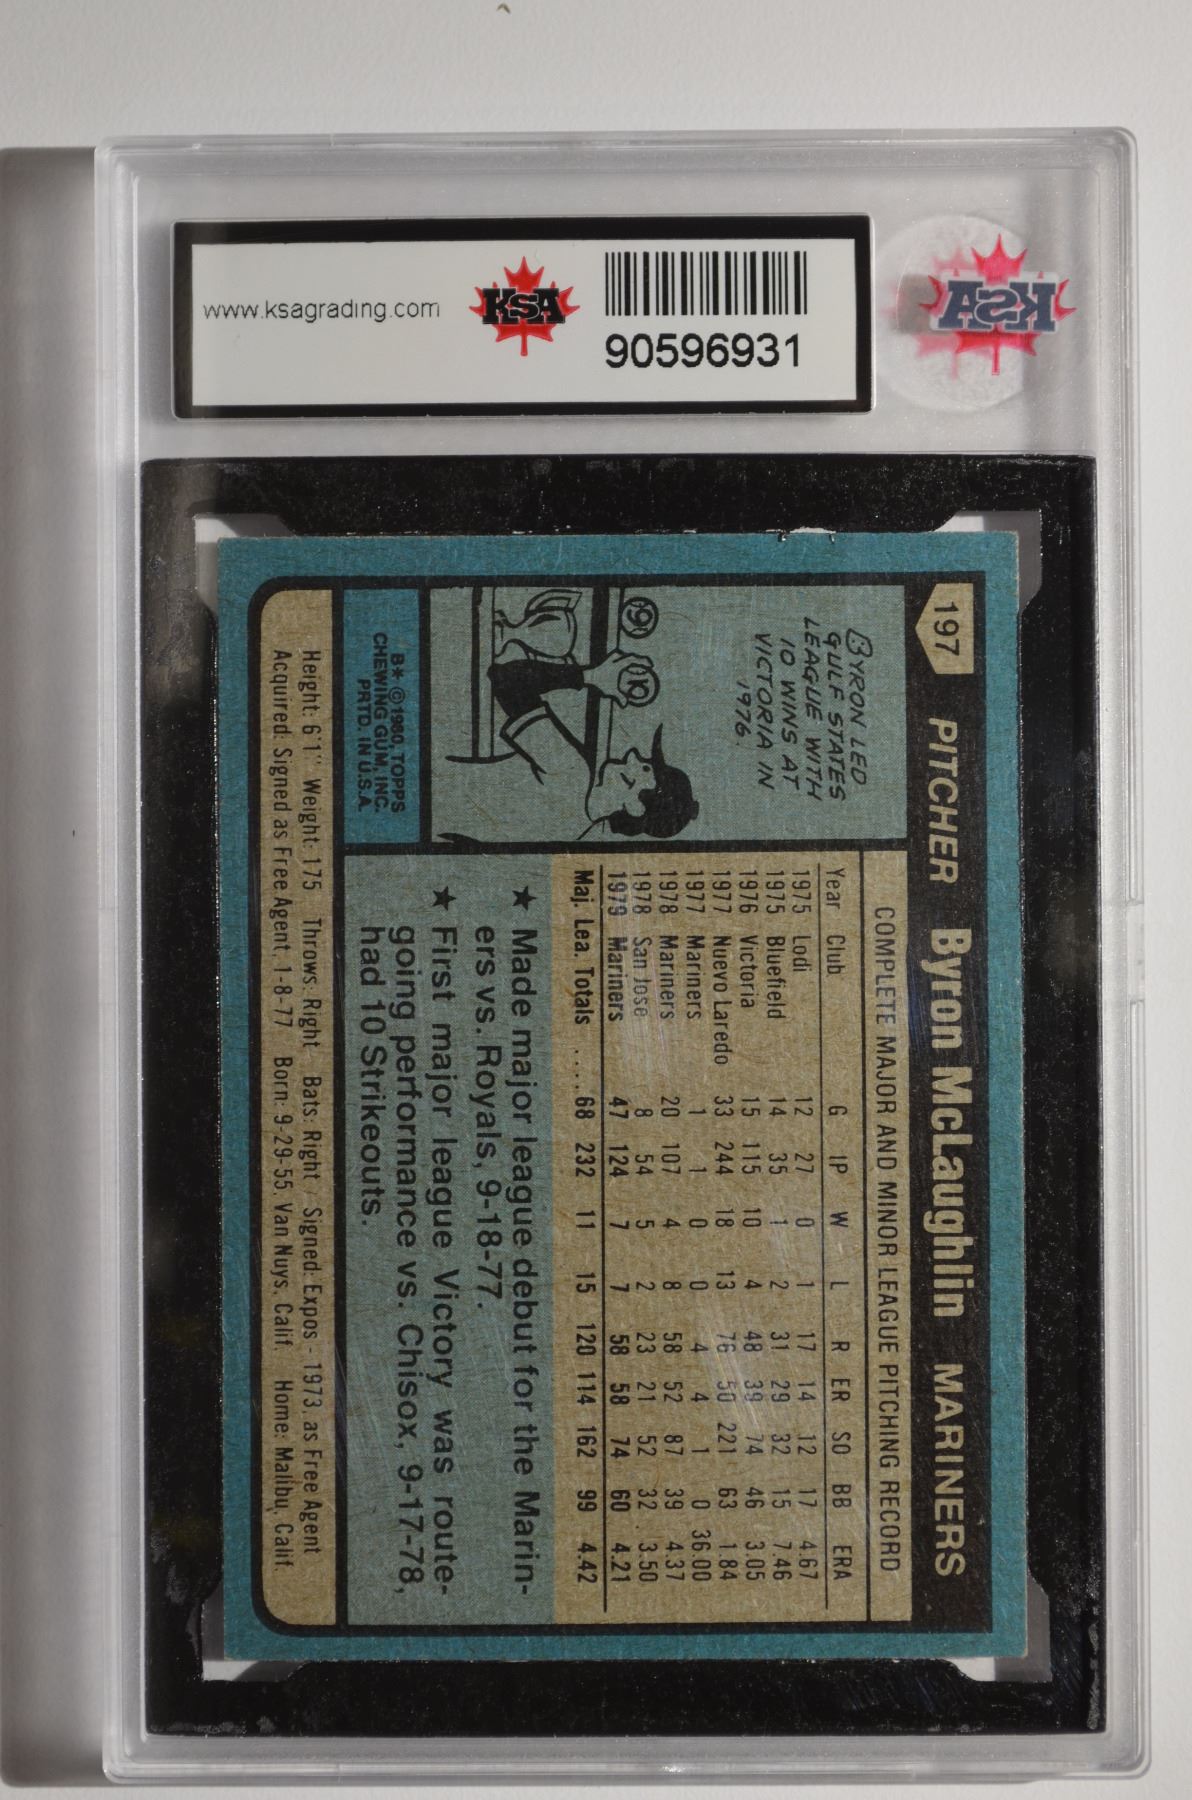 www.ksagrading.com
KSA
90596931
KSA
197 PITCHER Byron McLaughlin MARINERS
BYRON LED
GULF STATES
LEAGUE WITH
10 WINS AT
VICTORIA IN
1976.
9
10
B* ©1980, TOPPS
CHEWING GUM, INC.
PRTD. IN U.S.A.
COMPLETE MAJOR AND MINOR LEAGUE PITCHING RECORD
Year Club G IP W L R ER SO BB ERA
1975 Lodi 12 27 0 1 17 14 12 17 4.67
1975 Bluefield 14 35 1 2 31 29 32 15 7.46
1976 Victoria 15 115 10 4 48 39 74 46 3.05
1977 Nuevo Laredo 33 244 18 13 76 50 221 63 1.84
1977 Mariners 1 1 0 0 4 4 1 0 36.00
1978 Mariners 20 107 4 8 58 52 87 39 4.37
1978 San Jose 8 54 5 2 23 21 52 32 3.50
1979 Mariners 47 124 7 7 58 58 74 60 4.21
Maj. Lea. Totals ....68 232 11 15 120 114 162 99 4.42
★ Made major league debut for the Marin-
ers vs. Royals, 9-18-77.
★ First major league Victory was route-
going performance vs. Chisox, 9-17-78,
had 10 Strikeouts.
Height: 6'1" Weight: 175 Throws: Right Bats: Right Signed: Expos - 1973, as Free Agent
Acquired: Signed as Free Agent, 1-8-77 Born: 9-29-55, Van Nuys, Calif. Home: Malibu, Calif.